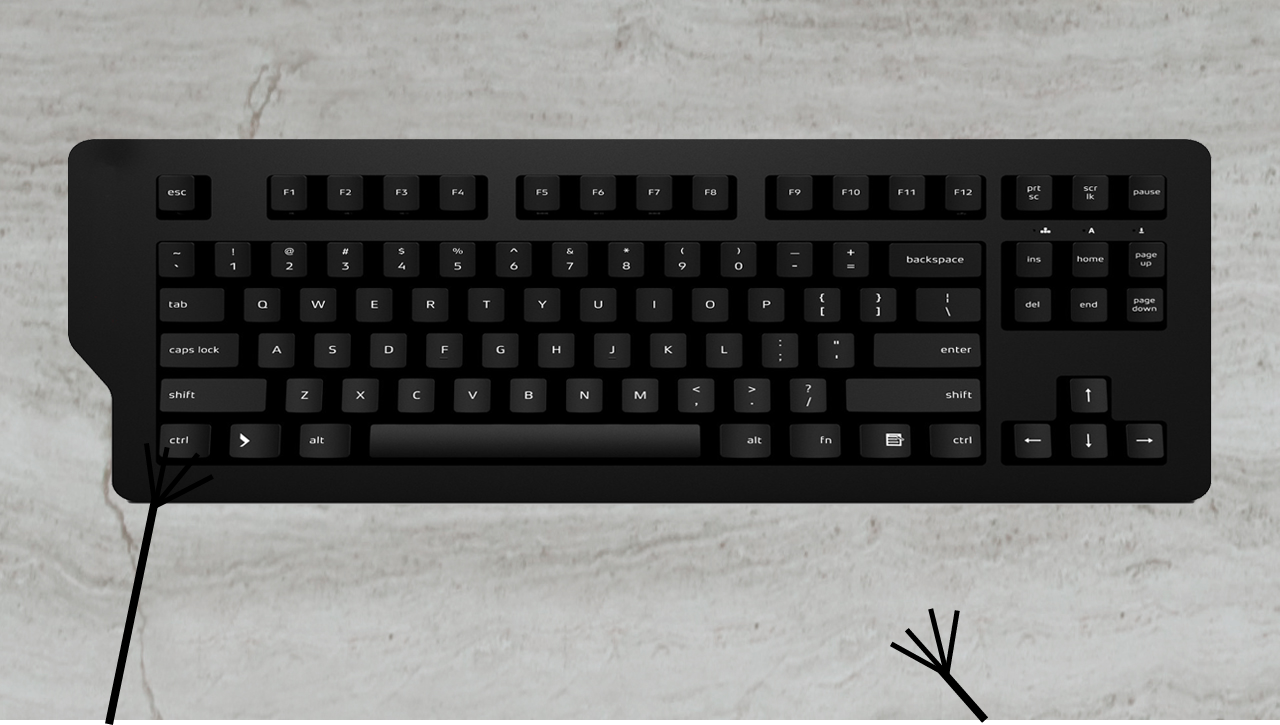 esc F1 F2 F3 F4 F5 F6 F7 F8 F9 F10 F11 F12 prt sc scr lk pause
A
~ ` ! 1 @ 2 # 3 $ 4 % 5 ^ 6 & 7 * 8 ( 9 ) 0 — - + = backspace ins home page up
tab Q W E R T Y U I O P { [ } ] ¦ \ del end page down
caps lock A S D F G H J K L : ; " ' enter
shift Z X C V B N M < , > . ? / shift ↑
ctrl alt alt fn ctrl ← ↓ →